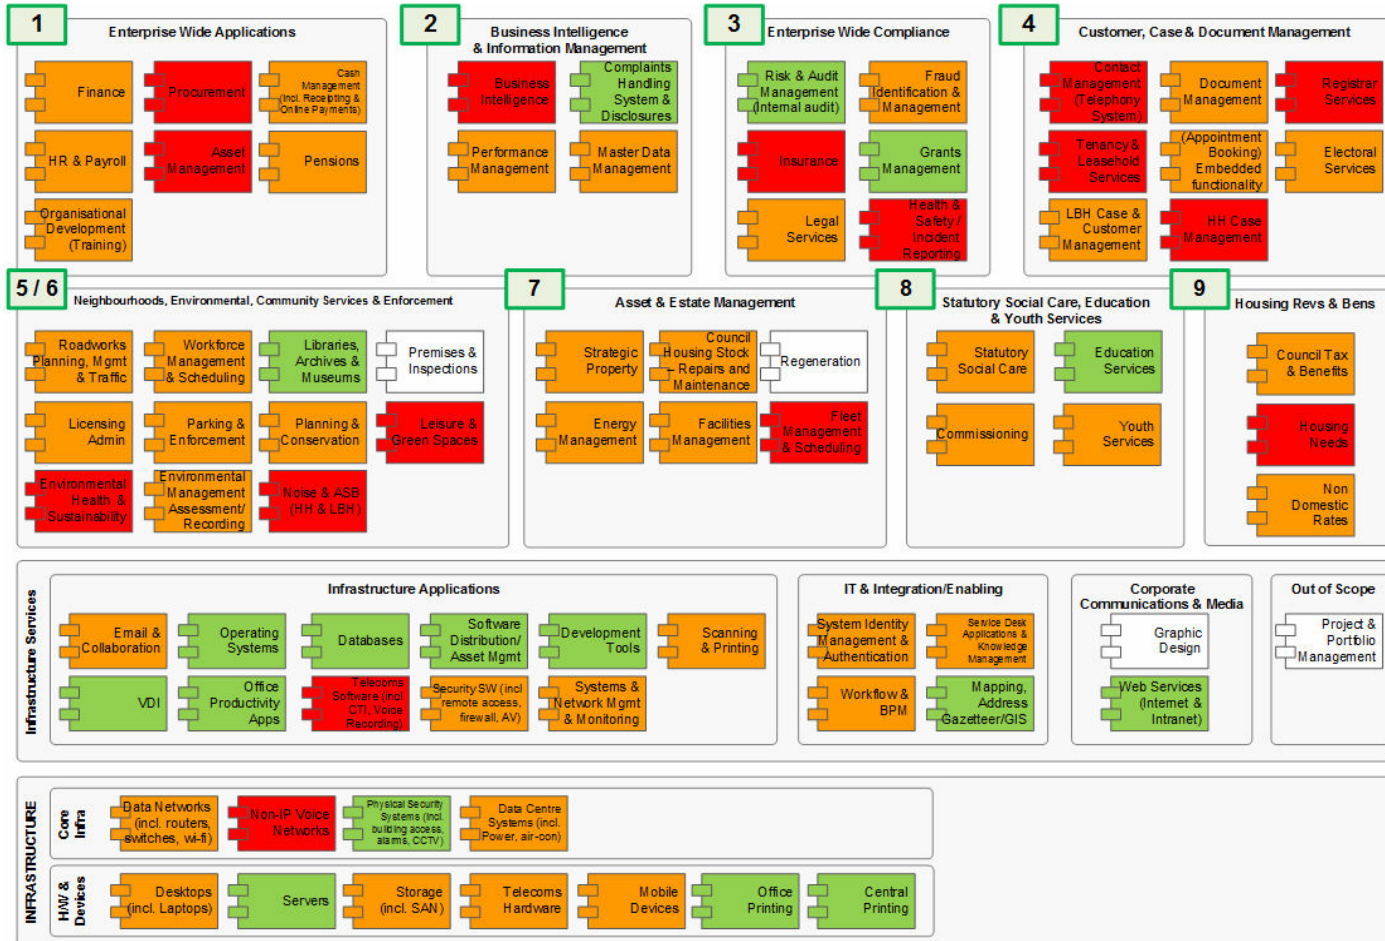 1
Enterprise Wide Applications
Finance
Procurement
Cash
Management
(Incl. Receipting &
Online Payments)
HR & Payroll
Asset
Management
Pensions
Organisational
Development
(Training)
2
Business Intelligence
& Information Management
Business
Intelligence
Complaints
Handling
System &
Disclosures
Performance
Management
Master Data
Management
3
Enterprise Wide Compliance
Risk & Audit
Management
(Internal audit)
Fraud
Identification &
Management
Insurance
Grants
Management
Legal
Services
Health &
Safety /
Incident
Reporting
4
Customer, Case & Document Management
Contact
Management
(Telephony
System)
Document
Management
Registrar
Services
Tenancy &
Leasehold
Services
(Appointment
Booking)
Embedded
functionality
Electoral
Services
LBH Case &
Customer
Management
HH Case
Management
5 / 6
Neighbourhoods, Environmental, Community Services & Enforcement
Roadworks
Planning, Mgmt
& Traffic
Workforce
Management
& Scheduling
Libraries,
Archives &
Museums
Premises &
Inspections
Licensing
Admin
Parking &
Enforcement
Planning &
Conservation
Leisure &
Green Spaces
Environmental
Health &
Sustainability
Environmental
Management
Assessment/
Recording
Noise & ASB
(HH & LBH)
7
Asset & Estate Management
Strategic
Property
Council
Housing Stock
– Repairs and
Maintenance
Regeneration
Energy
Management
Facilities
Management
Fleet
Management
& Scheduling
8
Statutory Social Care, Education
& Youth Services
Statutory
Social Care
Education
Services
Commissioning
Youth
Services
9
Housing Revs & Bens
Council Tax
& Benefits
Housing
Needs
Non
Domestic
Rates
Infrastructure Services
Infrastructure Applications
Email &
Collaboration
Operating
Systems
Databases
Software
Distribution/
Asset Mgmt
Development
Tools
Scanning
& Printing
VDI
Office
Productivity
Apps
Telecoms
Software (incl
CTI, Voice
Recording)
Security SW (incl
remote access,
firewall, AV)
Systems &
Network Mgmt
& Monitoring
IT & Integration/Enabling
System Identity
Management &
Authentication
Service Desk
Applications &
Knowledge
Management
Workflow &
BPM
Mapping,
Address
Gazetteer/GIS
Corporate
Communications & Media
Graphic
Design
Web Services
(Internet &
Intranet)
Out of Scope
Project &
Portfolio
Management
INFRASTRUCTURE
Core
Infra
Data Networks
(incl. routers,
switches, wi-fi)
Non-IP Voice
Networks
Physical Security
Systems (Incl.
building access,
alarms, CCTV)
Data Centre
Systems (incl.
Power, air-con)
H/W &
Devices
Desktops
(incl. Laptops)
Servers
Storage
(incl. SAN)
Telecoms
Hardware
Mobile
Devices
Office
Printing
Central
Printing